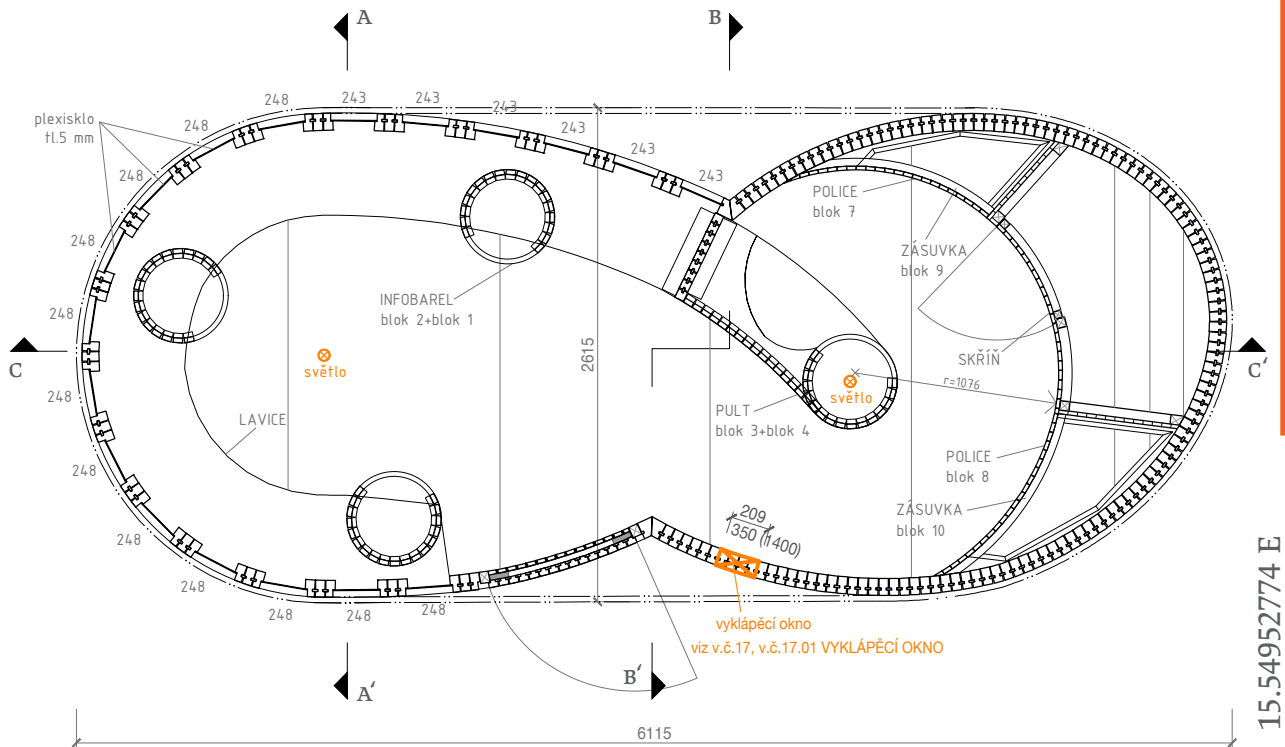 A
B
248
243
243
243
243
243
243
plexisklo
tl.5 mm
248
248
248
248
248
248
248
248
248
248
248
248
POLICE
blok 7
ZÁSUVKA
blok 9
INFOBAREL
blok 2+blok 1
2615
SKŘÍŇ
C
C'
světlo
světlo
r=1076
PULT
blok 3+blok 4
LAVICE
POLICE
blok 8
ZÁSUVKA
blok 10
209
350 (1400)
vyklápěcí okno
viz v.č.17, v.č.17.01 VYKLÁPĚCÍ OKNO
A'
B'
6115
15.54952774 E